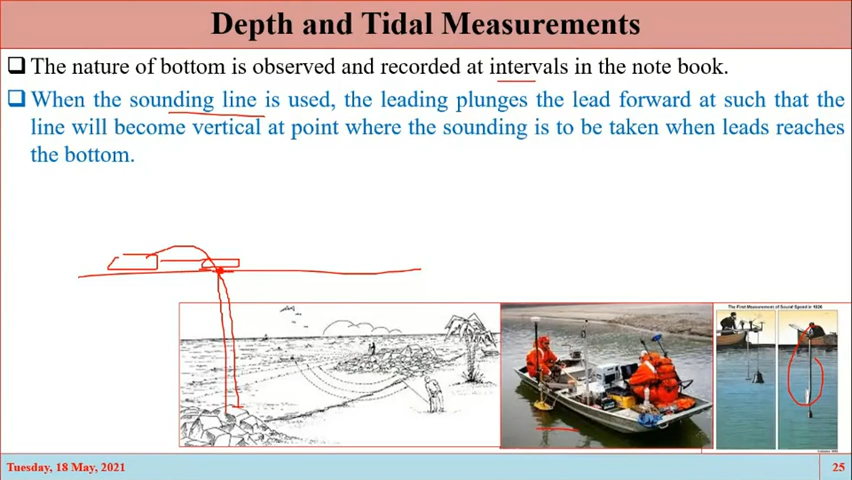 Depth and Tidal Measurements
The nature of bottom is observed and recorded at intervals in the note book.
When the sounding line is used, the leading plunges the lead forward at such that the
line will become vertical at point where the sounding is to be taken when leads reaches
the bottom.
The First Measurement of Sound Speed in 1826
Tuesday, 18 May, 2021
25